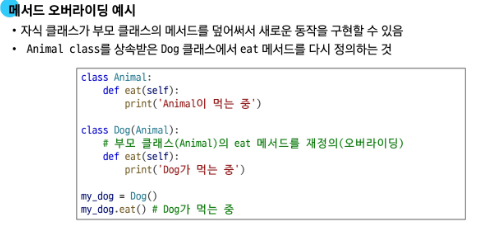 메서드 오버라이딩 예시
• 자식 클래스가 부모 클래스의 메서드를 덮어써서 새로운 동작을 구현할 수 있음
• Animal class를 상속받은 Dog 클래스에서 eat 메서드를 다시 정의하는 것
class Animal:
    def eat(self):
        print('Animal이 먹는 중')

class Dog(Animal):
    # 부모 클래스(Animal)의 eat 메서드를 재정의(오버라이딩)
    def eat(self):
        print('Dog가 먹는 중')

my_dog = Dog()
my_dog.eat() # Dog가 먹는 중